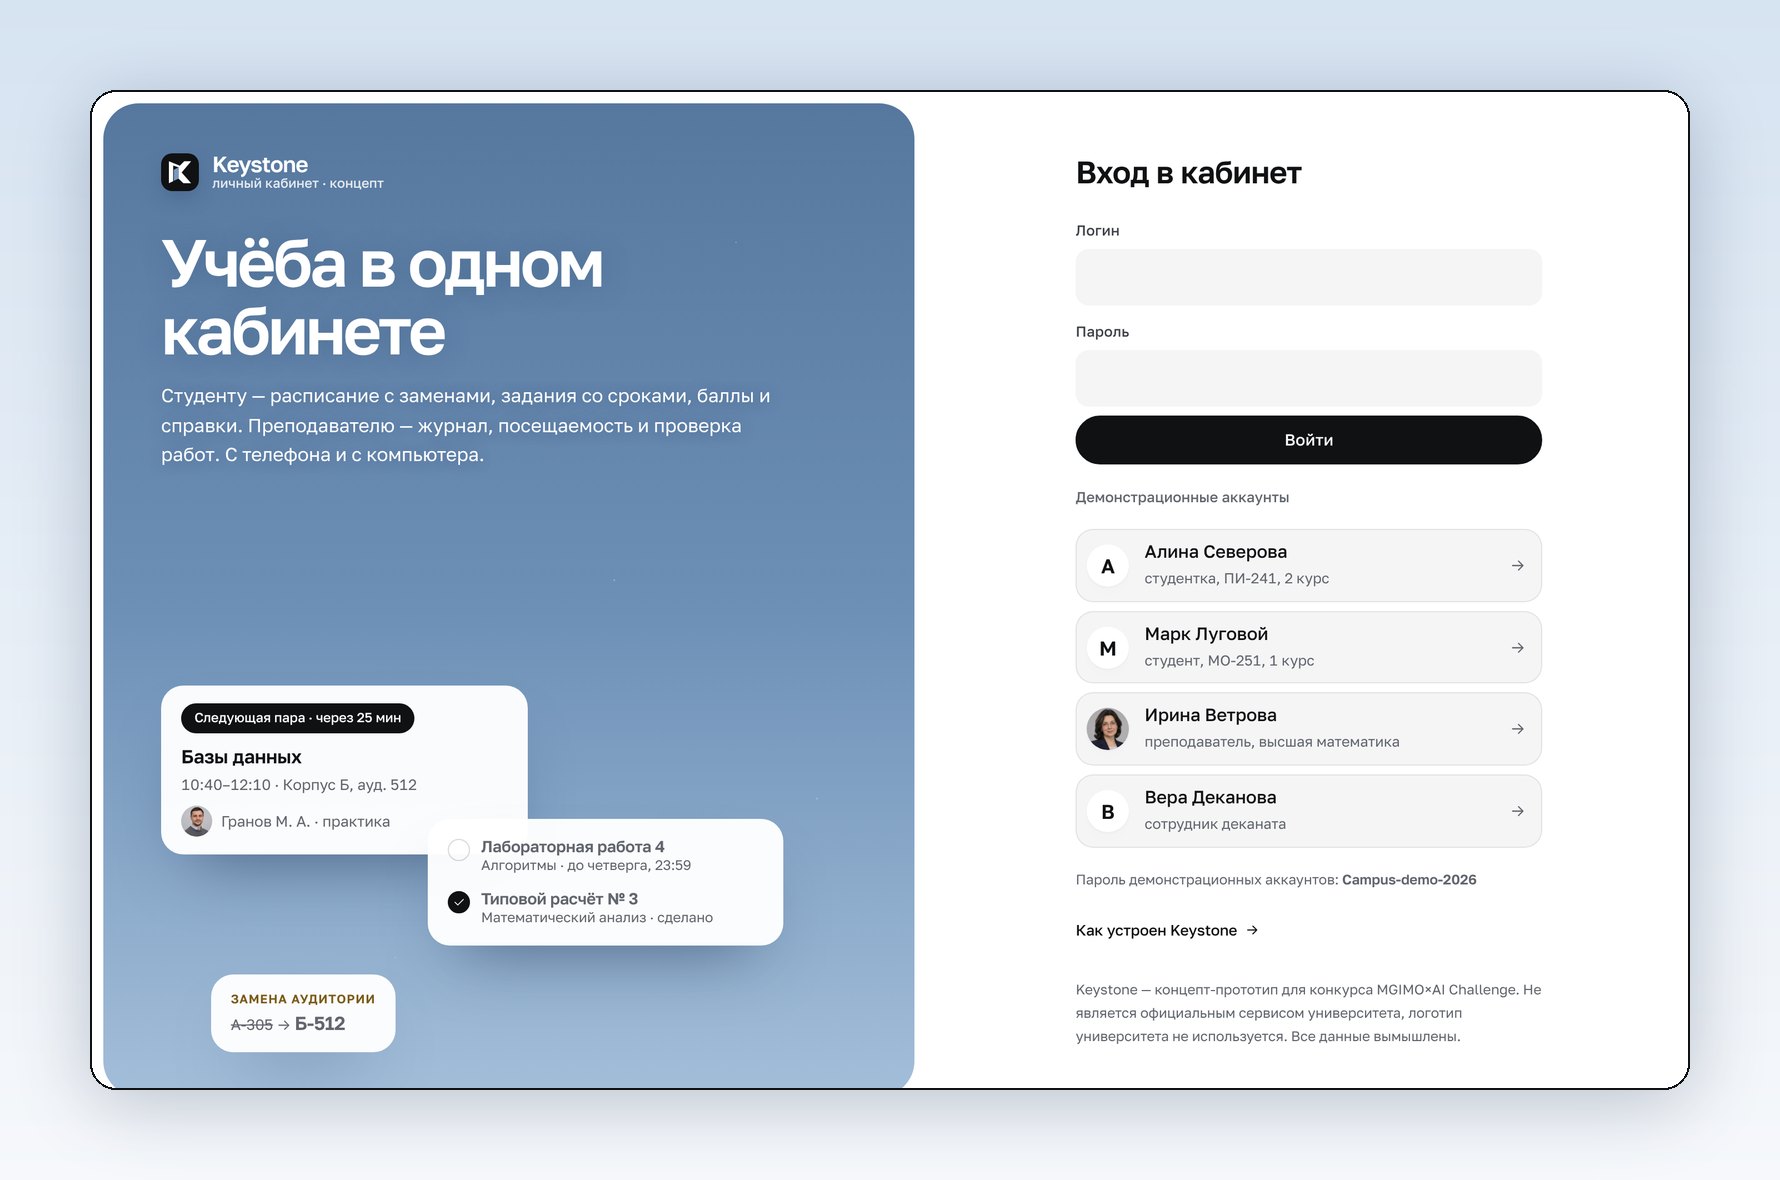 Keystone
личный кабинет · концепт
Учёба в одном
кабинете
Студенту — расписание с заменами, задания со сроками, баллы и
справки. Преподавателю — журнал, посещаемость и проверка
работ. С телефона и с компьютера.
Следующая пара · через 25 мин
Базы данных
10:40–12:10 · Корпус Б, ауд. 512
Гранов М. А. · практика
Лабораторная работа 4
Алгоритмы · до четверга, 23:59
Типовой расчёт № 3
Математический анализ · сделано
ЗАМЕНА АУДИТОРИИ
А-305 → Б-512
Вход в кабинет
Логин
Пароль
Войти
Демонстрационные аккаунты
А
Алина Северова
студентка, ПИ-241, 2 курс
→
М
Марк Луговой
студент, МО-251, 1 курс
→
Ирина Ветрова
преподаватель, высшая математика
→
В
Вера Деканова
сотрудник деканата
→
Пароль демонстрационных аккаунтов: Campus-demo-2026
Как устроен Keystone →
Keystone — концепт-прототип для конкурса MGIMO×AI Challenge. Не
является официальным сервисом университета, логотип
университета не используется. Все данные вымышлены.